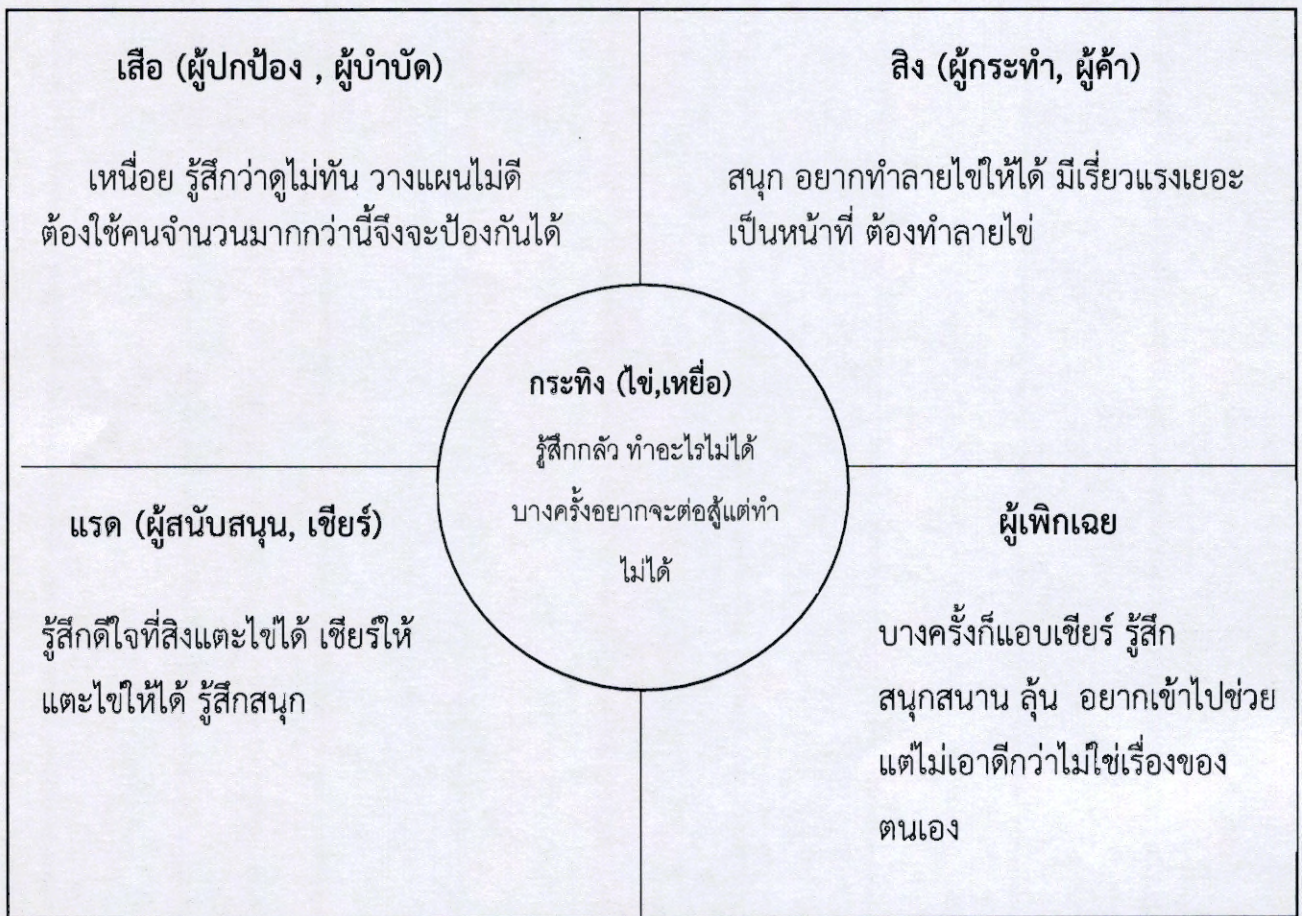 เสือ (ผู้ปกป้อง , ผู้บำบัด)
เหนื่อย รู้สึกว่าดูไม่ทัน วางแผนไม่ดี
ต้องใช้คนจำนวนมากกว่านี้จึงจะป้องกันได้
สิง (ผู้กระทำ, ผู้ค้า)
สนุก อยากทำลายไข่ให้ได้ มีเรี่ยวแรงเยอะ
เป็นหน้าที่ ต้องทำลายไข่
กระทิง (ไข่,เหยื่อ)
รู้สึกกลัว ทำอะไรไม่ได้
บางครั้งอยากจะต่อสู้แต่ทำ
ไม่ได้
แรด (ผู้สนับสนุน, เชียร์)
รู้สึกดีใจที่สิงแตะไข่ได้ เชียร์ให้
แตะไข่ให้ได้ รู้สึกสนุก
ผู้เพิกเฉย
บางครั้งก็แอบเชียร์ รู้สึก
สนุกสนาน ลุ้น อยากเข้าไปช่วย
แต่ไม่เอาดีกว่าไม่ใช่เรื่องของ
ตนเอง